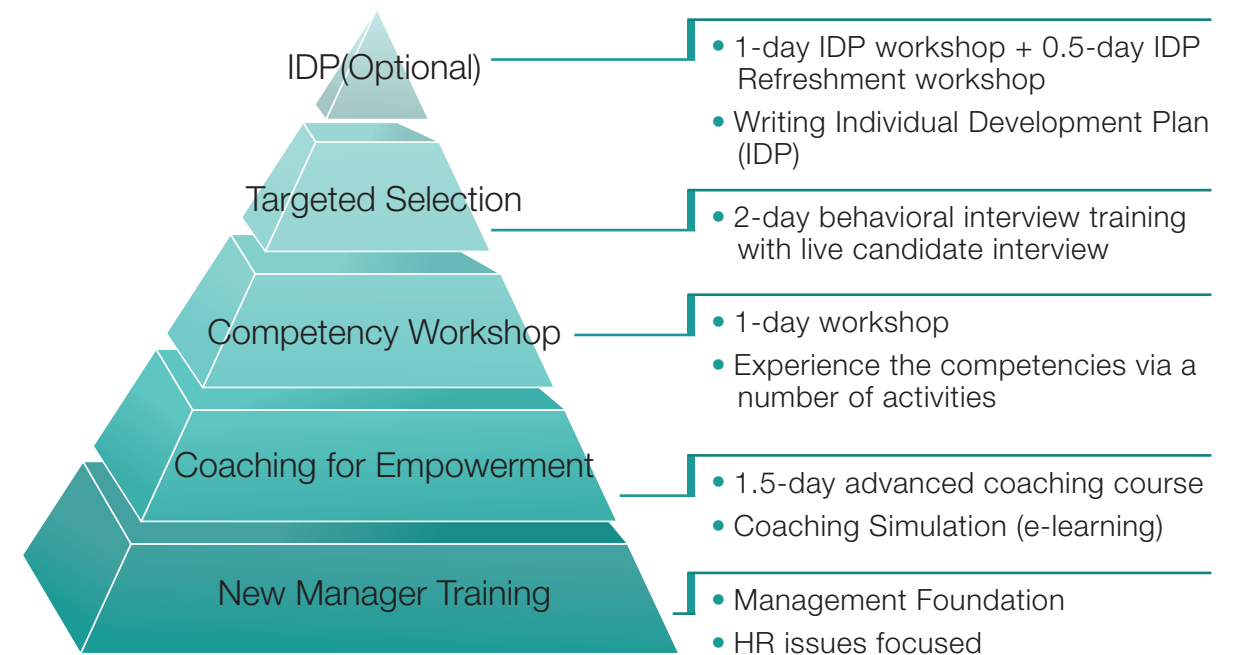 IDP(Optional)
• 1-day IDP workshop + 0.5-day IDP
Refreshment workshop
• Writing Individual Development Plan
(IDP)
Targeted Selection
• 2-day behavioral interview training
with live candidate interview
Competency Workshop
• 1-day workshop
• Experience the competencies via a
number of activities
Coaching for Empowerment
• 1.5-day advanced coaching course
• Coaching Simulation (e-learning)
New Manager Training
• Management Foundation
• HR issues focused